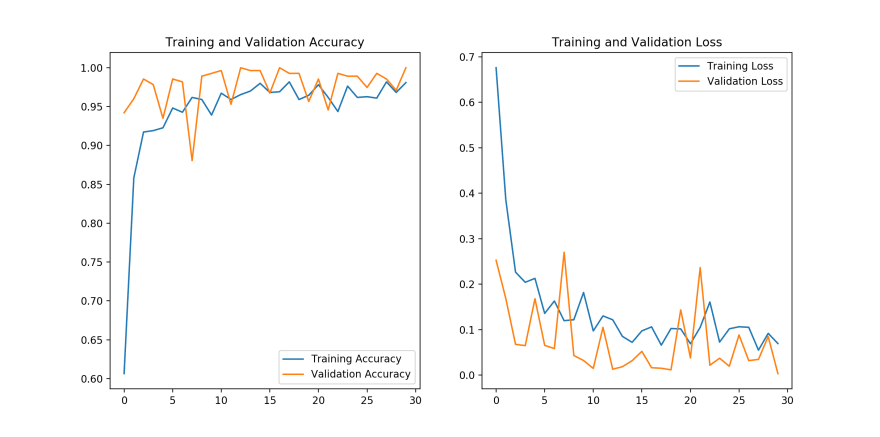 Training and Validation Accuracy
1.00
0.95
0.90
0.85
0.80
0.75
0.70
0.65
0.60
Training Accuracy
Validation Accuracy
0 5 10 15 20 25 30
Training and Validation Loss
0.7
0.6
0.5
0.4
0.3
0.2
0.1
0.0
Training Loss
Validation Loss
0 5 10 15 20 25 30